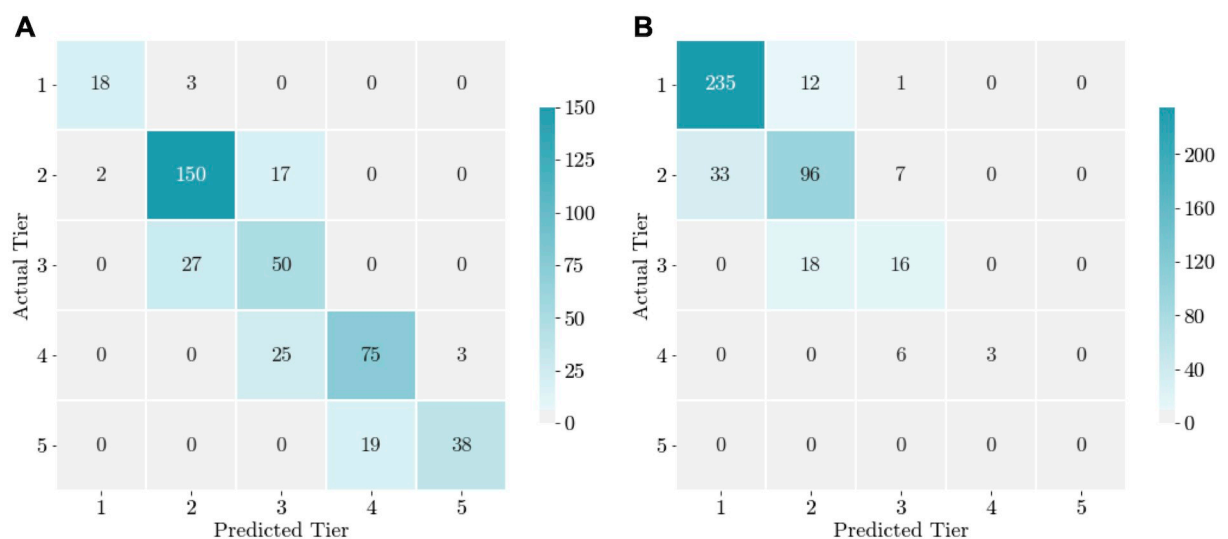 A
B
1 18 3 0 0 0
2 2 150 17 0 0
3 0 27 50 0 0
4 0 0 25 75 3
5 0 0 0 19 38
1 2 3 4 5
Predicted Tier
Actual Tier
150
125
100
75
50
25
0
1 235 12 1 0 0
2 33 96 7 0 0
3 0 18 16 0 0
4 0 0 6 3 0
5 0 0 0 0 0
1 2 3 4 5
Predicted Tier
Actual Tier
200
160
120
80
40
0